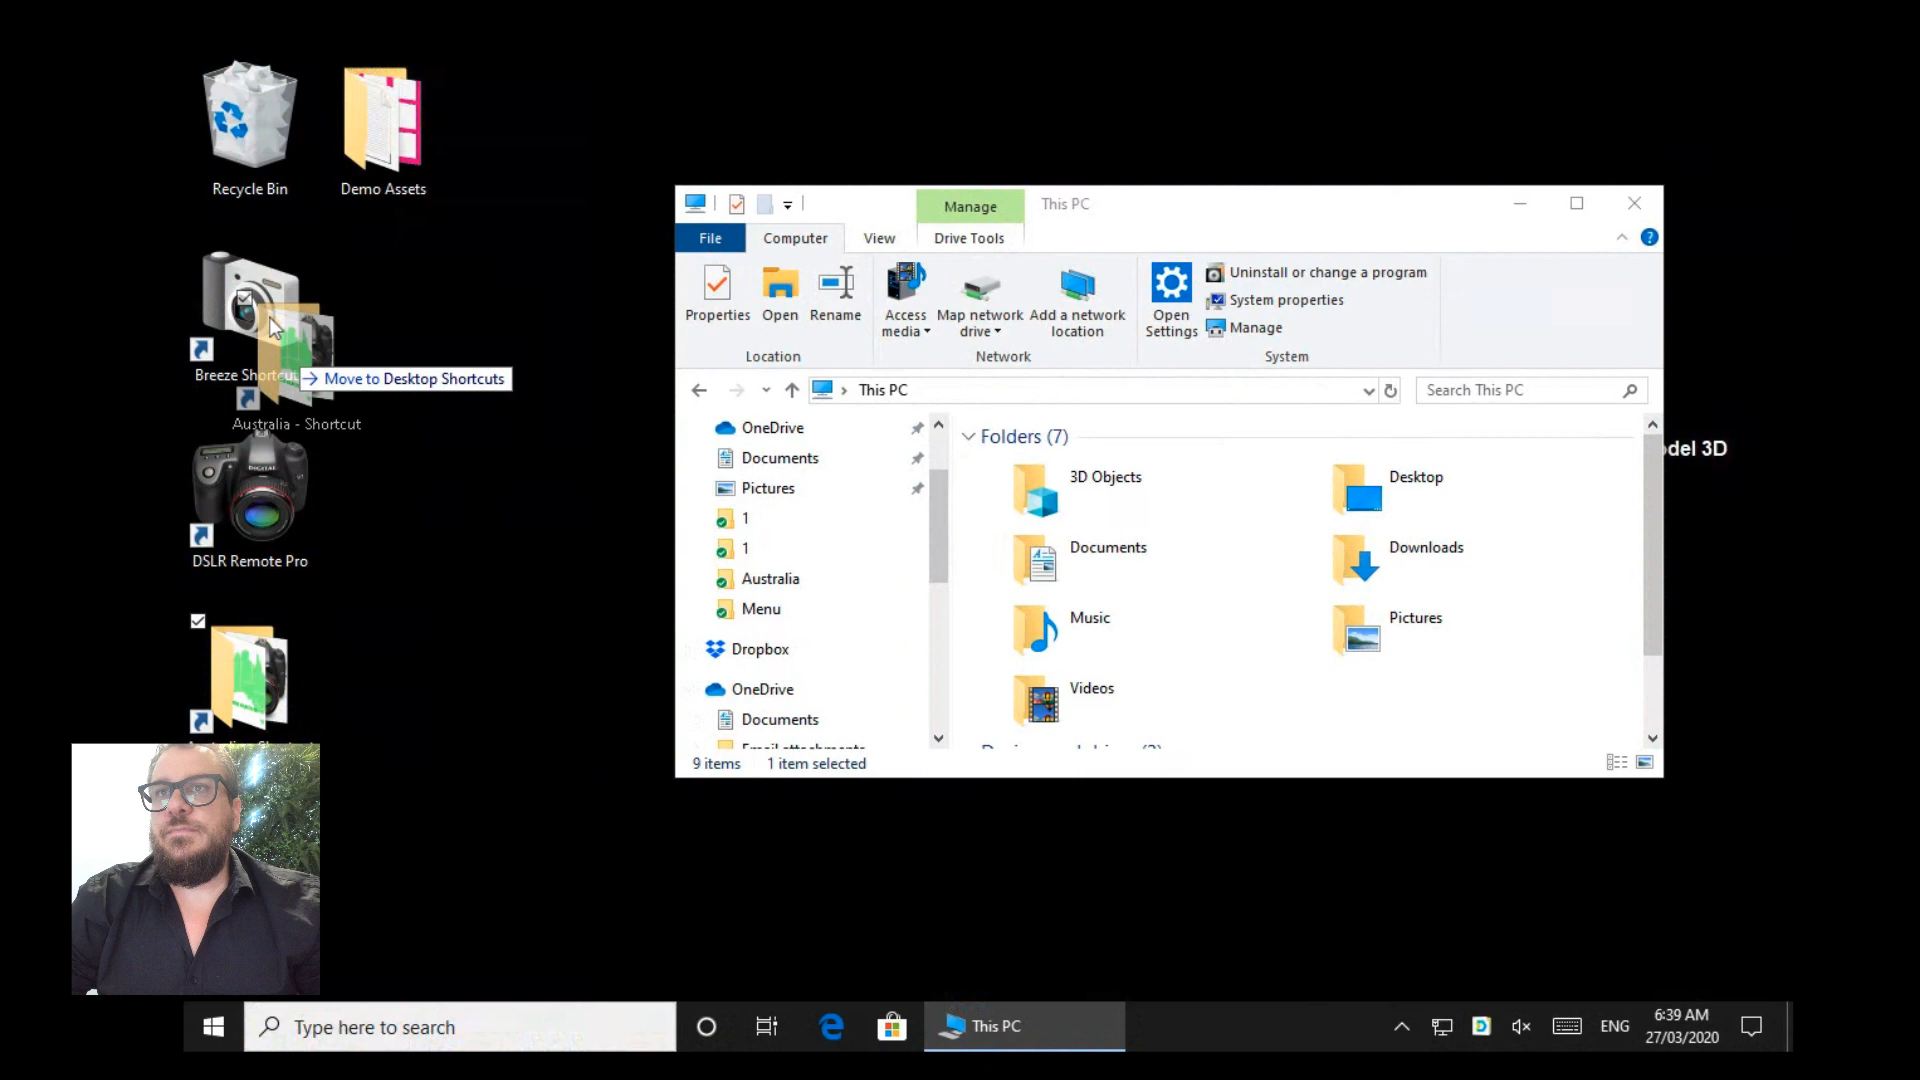 Recycle Bin
Demo Assets
Breeze
Move to Desktop Shortcuts
Australia - Shortcut
DSLR Remote Pro
Manage
This PC
File
Computer
View
Drive Tools
Properties
Open
Rename
Access media
Map network drive
Add a network location
Open Settings
Uninstall or change a program
System properties
Manage
Location
Network
System
This PC
Search This PC
OneDrive
Documents
Pictures
1
1
Australia
Menu
Dropbox
OneDrive
Documents
Folders (7)
3D Objects
Desktop
Documents
Downloads
Music
Pictures
Videos
9 items
1 item selected
3D
Type here to search
This PC
ENG
6:39 AM
27/03/2020